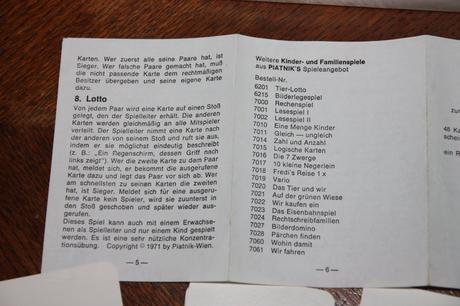 Karten. Wer zuerst alle seine Paare hat, ist
Sieger. Wer falsche Paare gemacht hat, muß
die nicht passende Karte dem rechtmäßigen
Besitzer übergeben und seine eigene Karte
dazu.
8. Lotto
Von jedem Paar wird eine Karte auf einen Stoß
gelegt, den der Spielleiter erhält. Die anderen
Karten werden gleichmäßig an alle Mitspieler
verteilt. Der Spielleiter nimmt eine Karte nach
der anderen von seinem Stoß und ruft sie aus,
indem er sie möglichst eindeutig beschreibt
(z. B.: „Ein Regenschirm, dessen Griff nach
links zeigt"). Wer die zweite Karte zu dem Paar
hat, meldet sich, er bekommt die ausgerufene
Karte dazu und legt das Paar vor sich ab. Wer
am schnellsten zu seinen Karten die zweiten
hat, ist Sieger. Meldet sich für eine ausgeru-
fene Karte kein Spieler, wird sie zuunterst in
den Stoß geschoben und später wieder aus-
gerufen.
Dieses Spiel kann auch mit einem Erwachse-
nen als Spielleiter und nur einem Kind gespielt
werden. Es ist eine sehr nützliche Konzentra-
tionsübung. Copyright © 1971 by Piatnik-Wien.
— 5 —
Weitere Kinder- und Familienspiele
aus PIATNIK'S Spieleangebot
Bestell-Nr.
6201 Tier-Lotto
6215 Bilderlegespiel
7000 Rechenspiel
7001 Lesespiel I
7002 Lesespiel II
7010 Eine Menge Kinder
7011 Gleich — ungleich
7014 Zahl und Anzahl
7015 Logische Karten
7016 Die 7 Zwerge
7017 10 kleine Negerlein
7018 Fredi's Reise 1 x
7019 Vario
7020 Das Tier und wir
7021 Auf der grünen Wiese
7022 Wir kaufen ein
7023 Das Eisenbahnspiel
7024 Rechtschreibfamilien
7027 Bilderdomino
7028 Pärchen finden
7060 Wohin damit
7061 Wir fahren
— 6 —
48 Ka